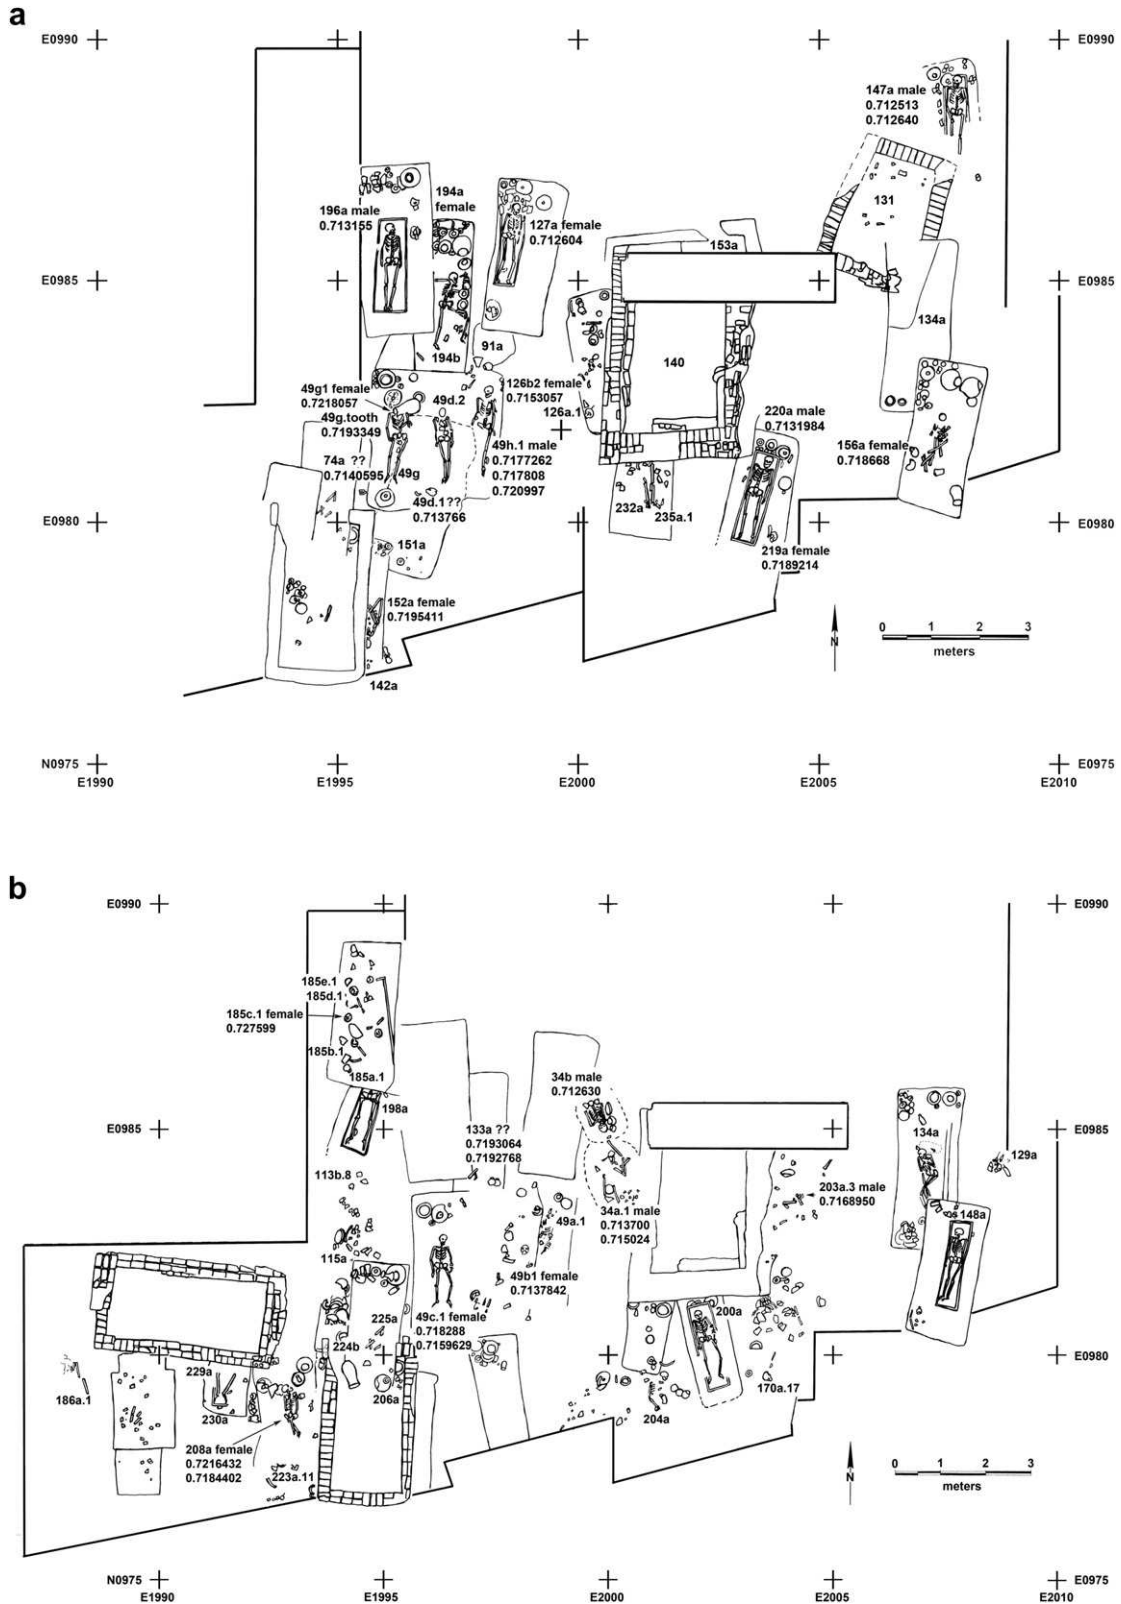 a
E0990
E0990
147a male
0.712513
0.712640
194a
female
196a male
0.713155
127a female
0.712604
131
153a
E0985
E0985
134a
194b
91a
140
49g1 female
0.7218057
49d.2
126b2 female
0.7153057
126a.1
49g.tooth
0.7193349
220a male
0.7131984
156a female
0.718668
74a ??
0.7140595
49g
49h.1 male
0.7177262
0.717808
0.720997
49d.1??
0.713766
232a
235a.1
E0980
E0980
151a
219a female
0.7189214
152a female
0.7195411
N
0 1 2 3
meters
142a
N0975
E0975
E1990
E1995
E2000
E2005
E2010
b
E0990
E0990
185e.1
185d.1
185c.1 female
0.727599
185b.1
185a.1
34b male
0.712630
198a
E0985
E0985
133a ??
0.7193064
0.7192768
134a
129a
113b.8
203a.3 male
0.7168950
34a.1 male
0.713700
0.715024
49a.1
148a
115a
49b1 female
0.7137842
49c.1 female
0.718288
0.7159629
225a
200a
224b
E0980
229a
186a.1
206a
170a.17
230a
204a
208a female
0.7216432
0.7184402
223a.11
N
0 1 2 3
meters
N0975
E0975
E1990
E1995
E2000
E2005
E2010